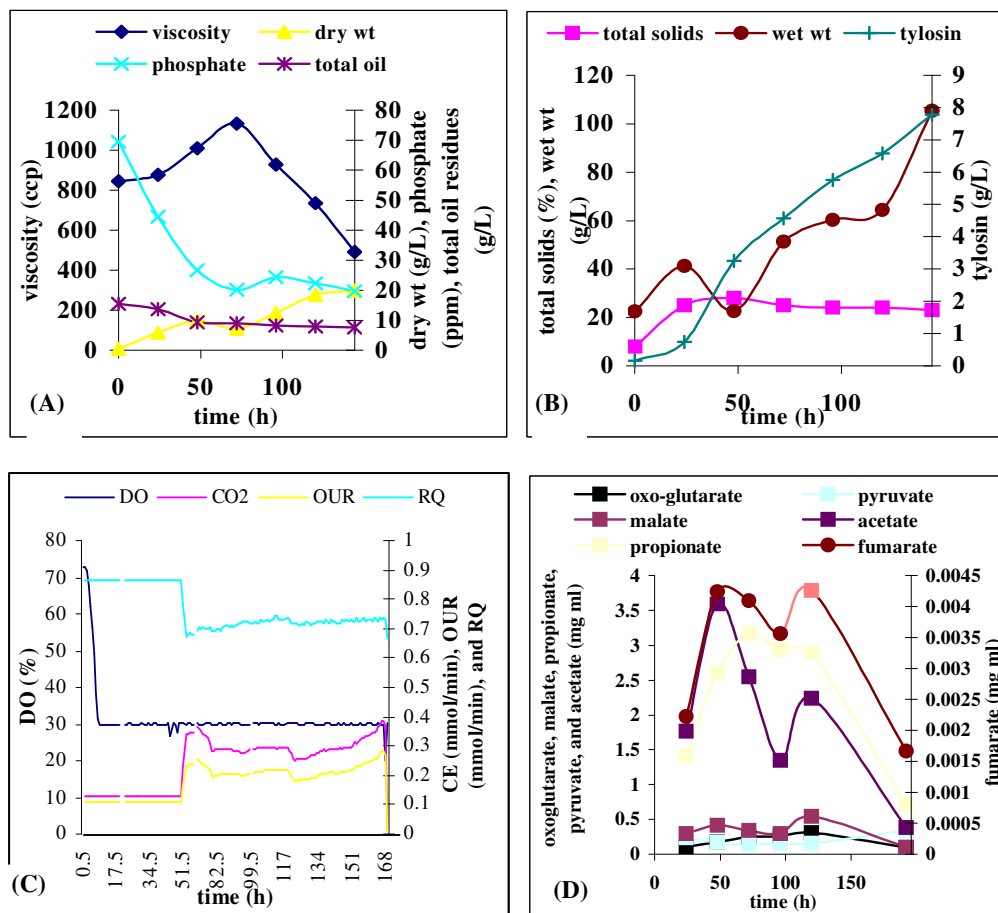 viscosity dry wt
phosphate total oil
1200
1000
800
600
400
200
0
viscosity (ccp)
80
70
60
50
40
30
20
10
0
dry wt (g/L), phosphate
(ppm), total oil residues
(g/L)
0 50 100
time (h)
(A)
total solids wet wt tylosin
120
100
80
60
40
20
0
total solids (%), wet wt
(g/L)
9
8
7
6
5
4
3
2
1
0
tylosin (g/L)
0 50 100
time (h)
(B)
DO CO2 OUR RQ
80
70
60
50
40
30
20
10
0
DO (%)
1
0.9
0.8
0.7
0.6
0.5
0.4
0.3
0.2
0.1
0
CE (mmol/min), OUR
(mmol/min), and RQ
0.5 17.5 34.5 51.5 82.5 99.5 117 134 151 168
time (h)
(C)
oxo-glutarate pyruvate
malate acetate
propionate fumarate
4
3.5
3
2.5
2
1.5
1
0.5
0
oxoglutarate, malate, propionate,
pyruvate, and acetate (mg ml)
0.0045
0.004
0.0035
0.003
0.0025
0.002
0.0015
0.001
0.0005
0
fumarate (mg ml)
0 50 100 150
time (h)
(D)